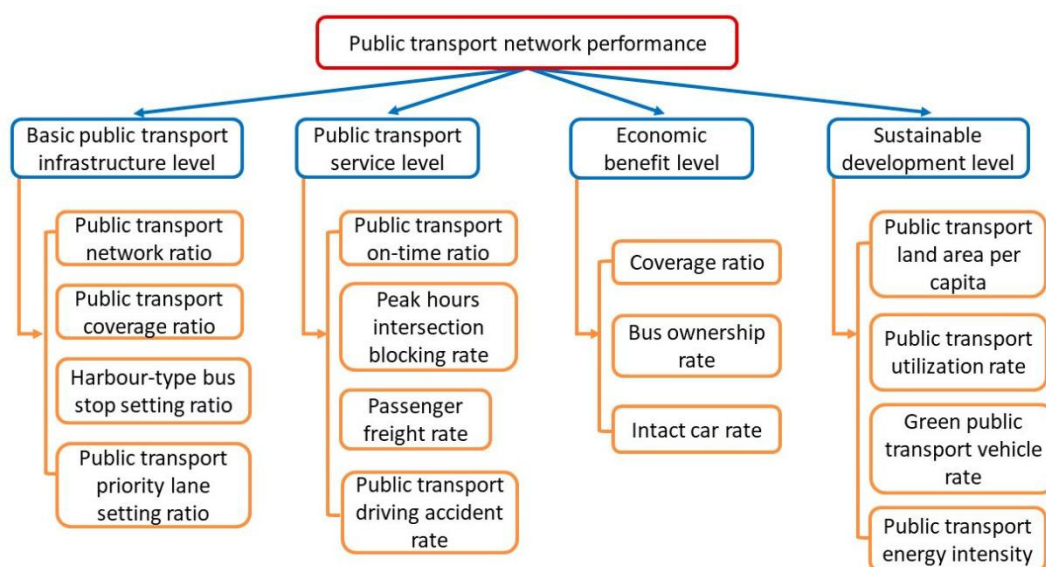 Public transport network performance
Basic public transport
infrastructure level
Public transport
service level
Economic
benefit level
Sustainable
development level
Public transport
network ratio
Public transport
coverage ratio
Harbour-type bus
stop setting ratio
Public transport
priority lane
setting ratio
Public transport
on-time ratio
Peak hours
intersection
blocking rate
Passenger
freight rate
Public transport
driving accident
rate
Coverage ratio
Bus ownership
rate
Intact car rate
Public transport
land area per
capita
Public transport
utilization rate
Green public
transport vehicle
rate
Public transport
energy intensity